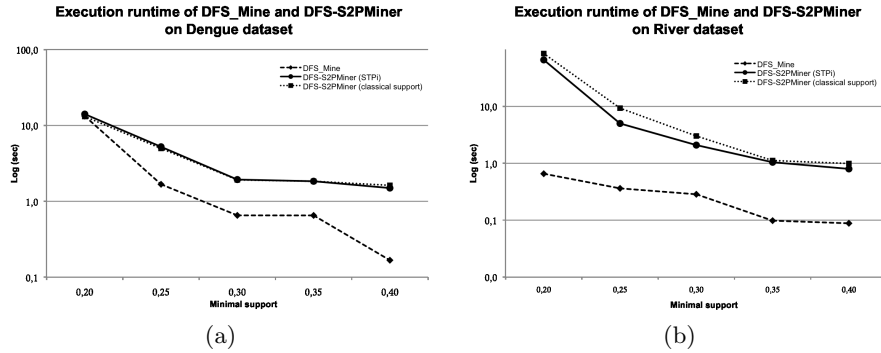 Execution runtime of DFS_Mine and DFS-S2PMiner
on Dengue dataset
100,0
10,0
1,0
0,1
Log (sec)
DFS_Mine
DFS-S2PMiner (STPi)
DFS-S2PMiner (classical support)
0,20
0,25
0,30
0,35
0,40
Minimal support
(a)
Execution runtime of DFS_Mine and DFS-S2PMiner
on River dataset
10,0
1,0
0,1
0,0
Log (sec)
DFS_Mine
DFS-S2PMiner (STPi)
DFS-S2PMiner (classical support)
0,20
0,25
0,30
0,35
0,40
Minimal support
(b)